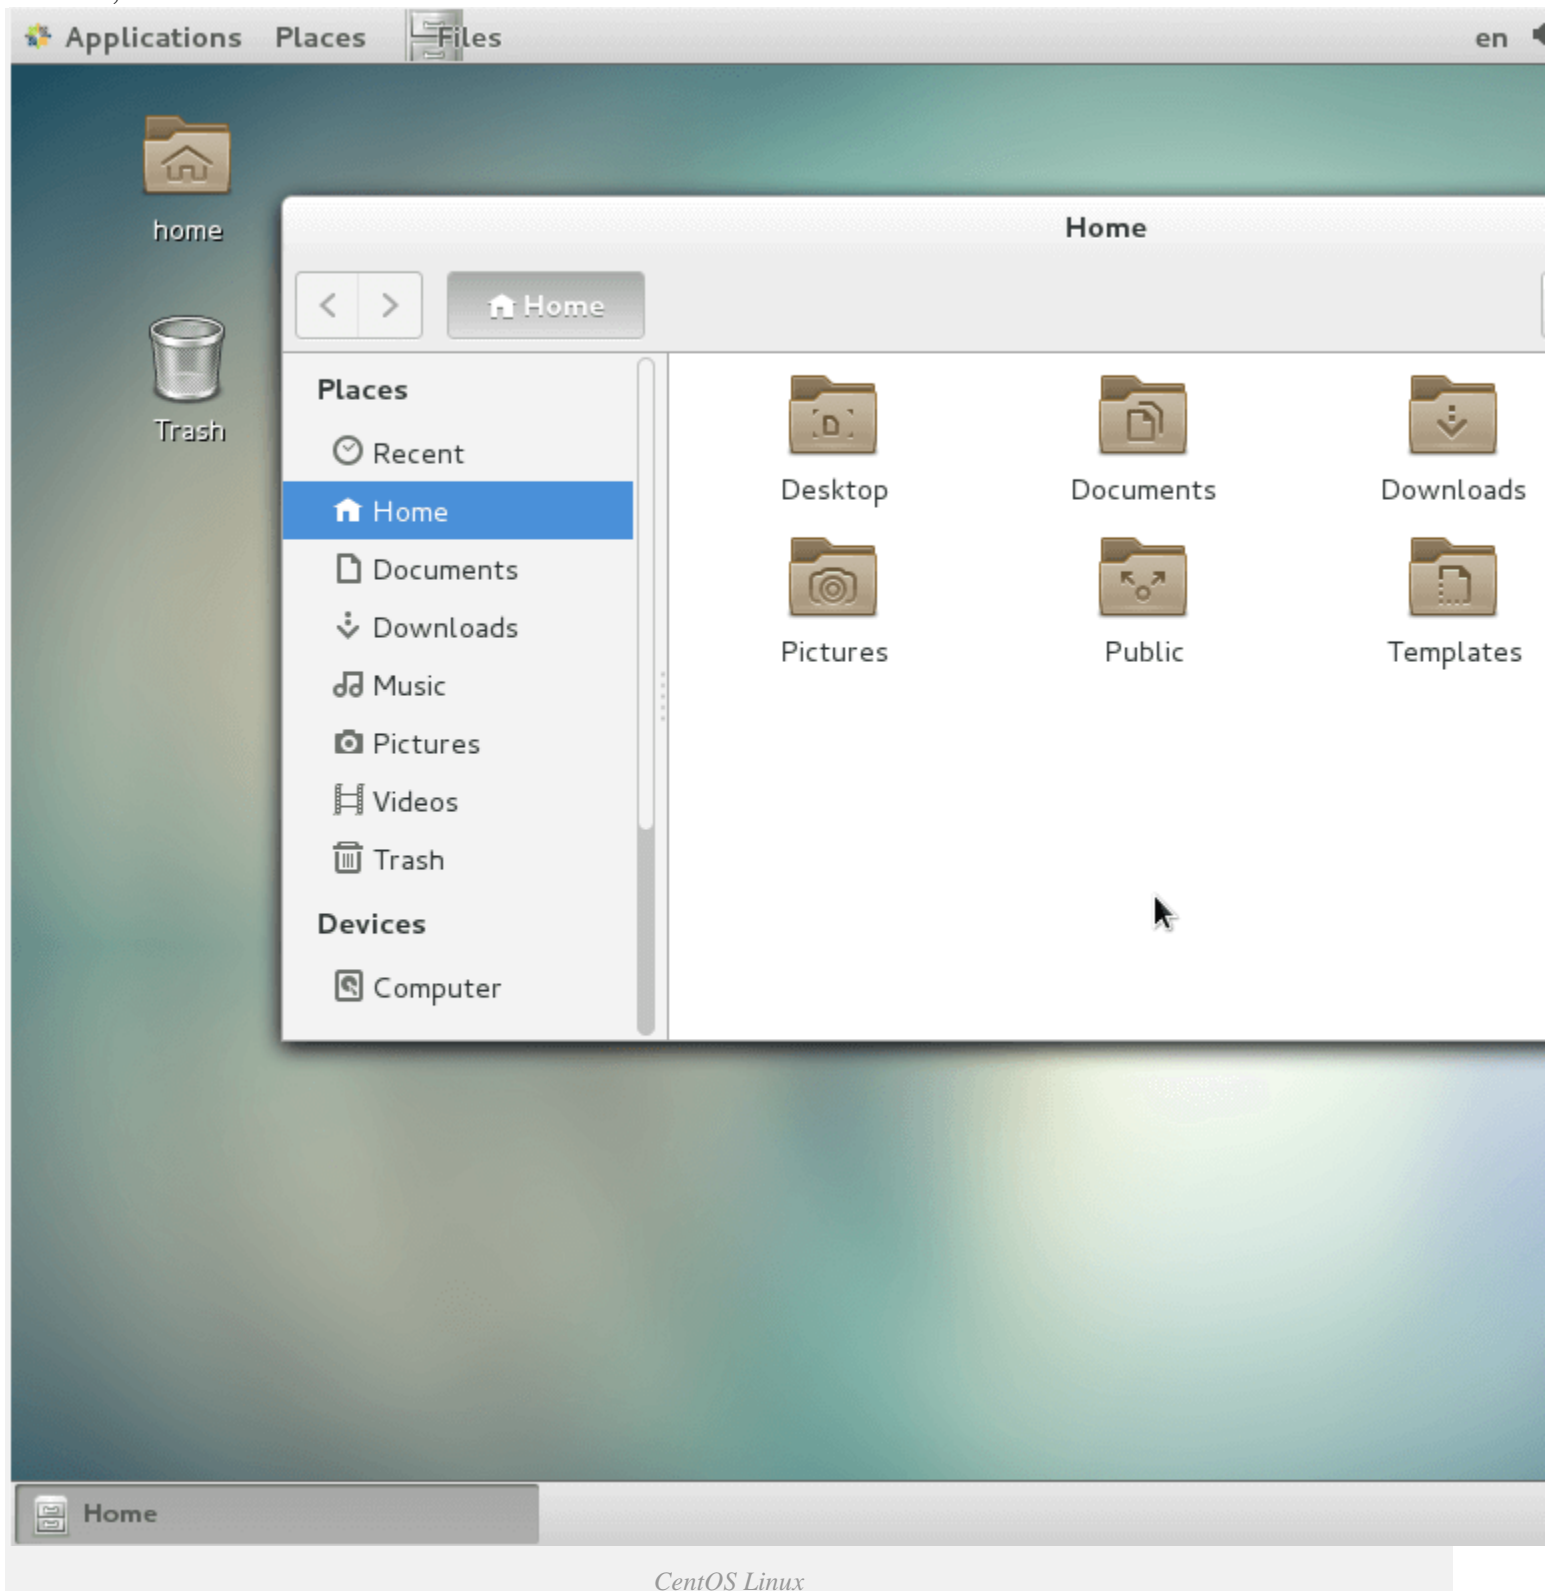 Applications Places Files en
home
Trash
Home
Home
Places
Recent
Home
Documents
Downloads
Music
Pictures
Videos
Trash
Devices
Computer
Desktop Documents Downloads
Pictures Public Templates
Home
CentOS Linux